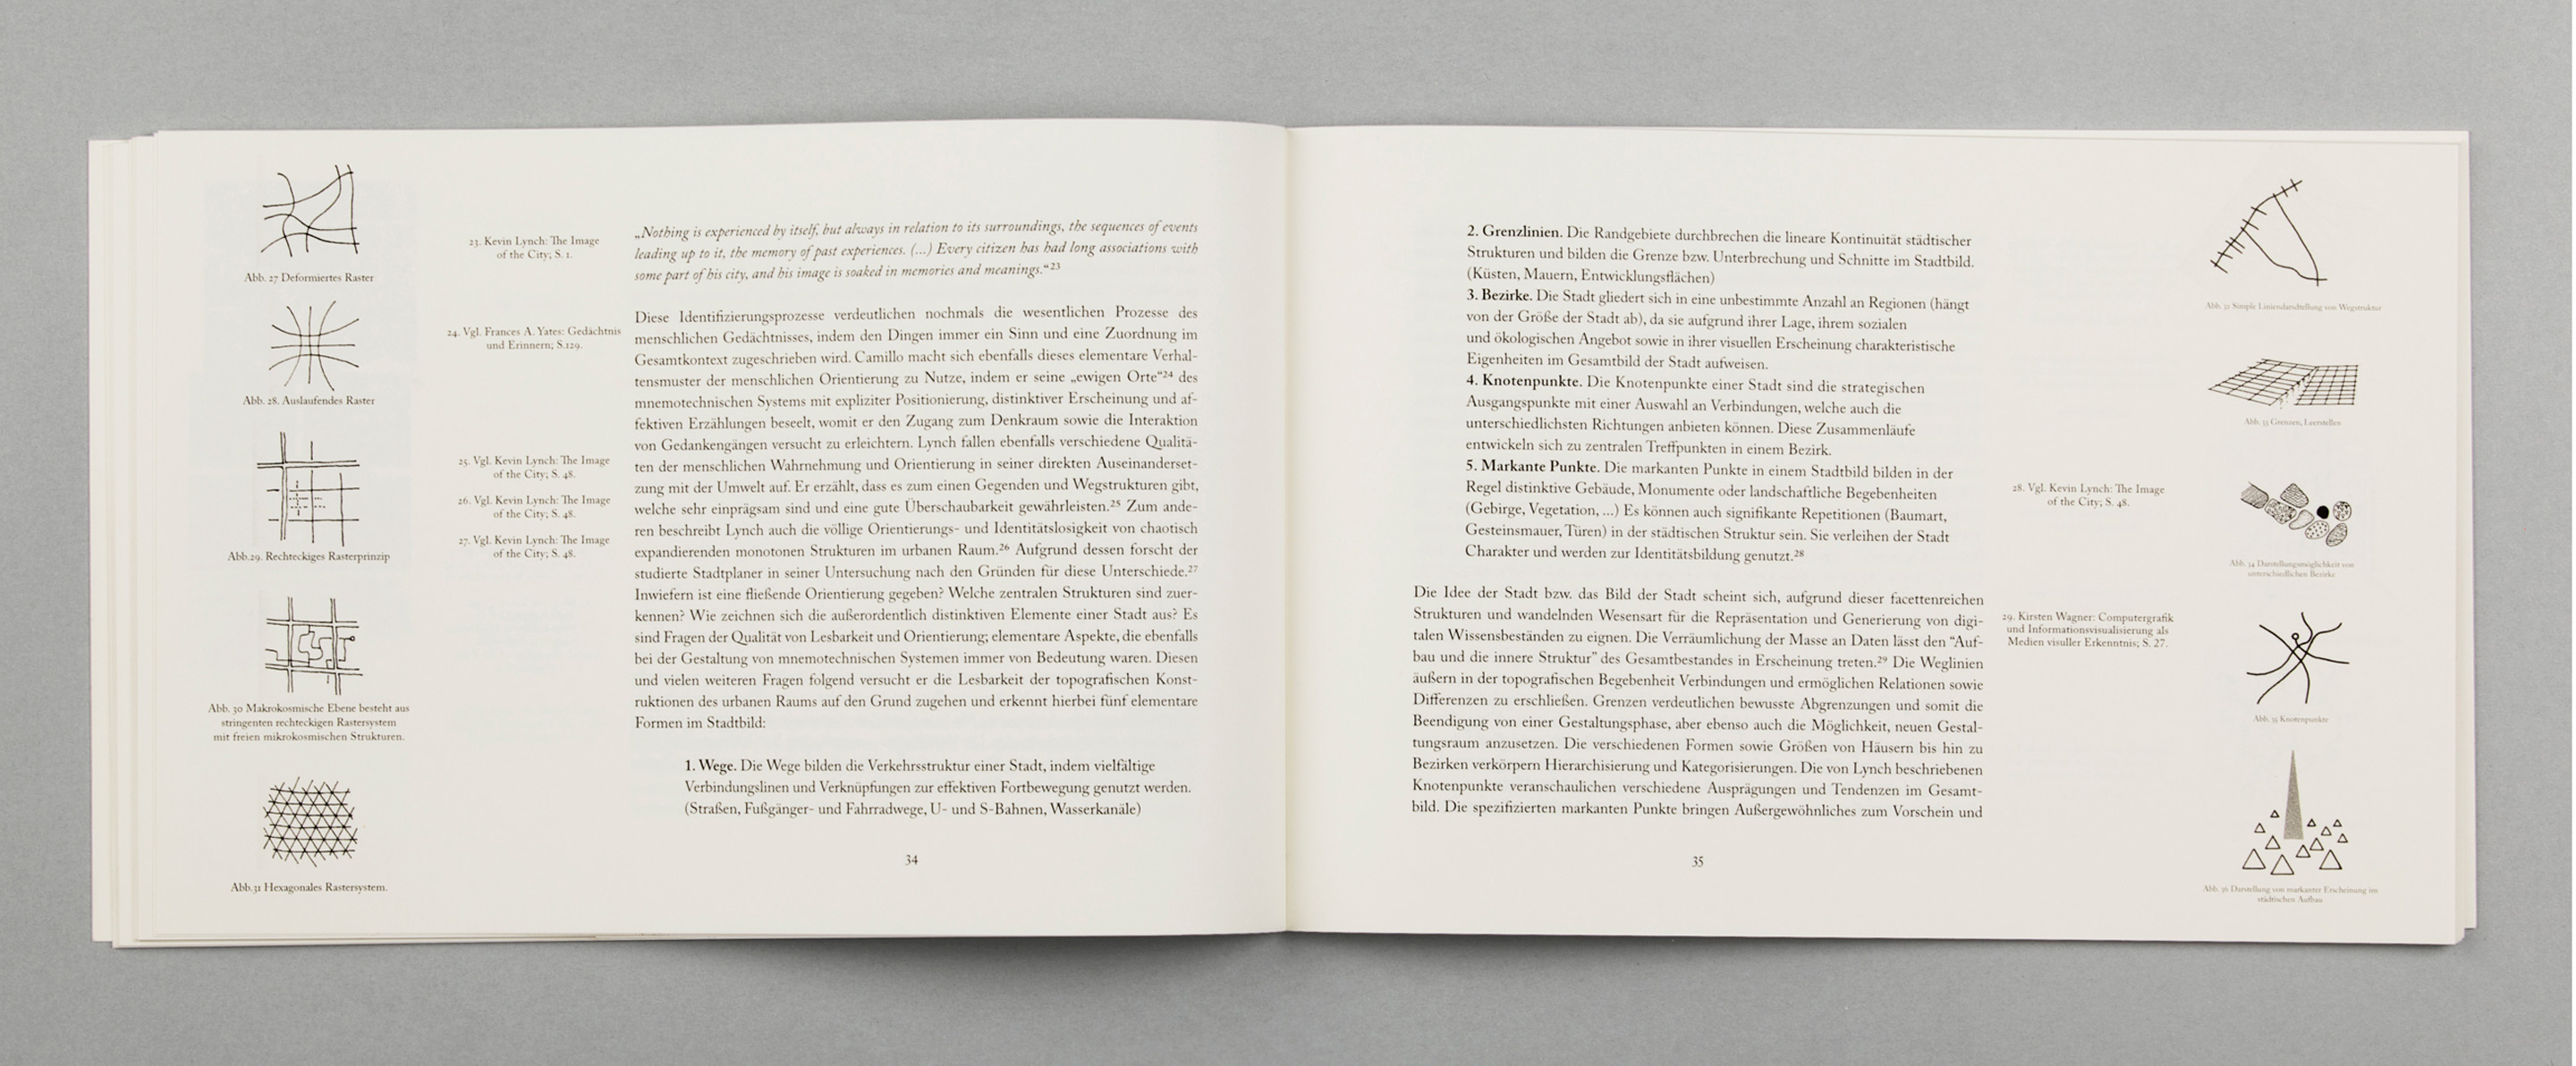 Abb. 27 Deformiertes Raster
Abb. 28. Auslaufendes Raster
Abb.29. Rechteckiges Rasterprinzip
Abb. 30 Makrokosmische Ebene besteht aus
stringenten rechteckigen Rastersystem
mit freien mikrokosmischen Strukturen.
Abb.31 Hexagonales Rastersystem.
23. Kevin Lynch: The Image
of the City; S. 1.
24. Vgl. Frances A. Yates: Gedächtnis
und Erinnern; S.129.
25. Vgl. Kevin Lynch: The Image
of the City; S. 48.
26. Vgl. Kevin Lynch: The Image
of the City; S. 48.
27. Vgl. Kevin Lynch: The Image
of the City; S. 48.
„Nothing is experienced by itself, but always in relation to its surroundings, the sequences of events
leading up to it, the memory of past experiences. (...) Every citizen has had long associations with
some part of his city, and his image is soaked in memories and meanings.“23
Diese Identifizierungsprozesse verdeutlichen nochmals die wesentlichen Prozesse des
menschlichen Gedächtnisses, indem den Dingen immer ein Sinn und eine Zuordnung im
Gesamtkontext zugeschrieben wird. Camillo macht sich ebenfalls dieses elementare Verhal-
tensmuster der menschlichen Orientierung zu Nutze, indem er seine „ewigen Orte“24 des
mnemotechnischen Systems mit expliziter Positionierung, distinktiver Erscheinung und af-
fektiven Erzählungen beseelt, womit er den Zugang zum Denkraum sowie die Interaktion
von Gedankengängen versucht zu erleichtern. Lynch fallen ebenfalls verschiedene Qualitä-
ten der menschlichen Wahrnehmung und Orientierung in seiner direkten Auseinanderset-
zung mit der Umwelt auf. Er erzählt, dass es zum einen Gegenden und Wegstrukturen gibt,
welche sehr einprägsam sind und eine gute Überschaubarkeit gewährleisten.25 Zum ande-
ren beschreibt Lynch auch die völlige Orientierungs- und Identitätslosigkeit von chaotisch
expandierenden monotonen Strukturen im urbanen Raum.26 Aufgrund dessen forscht der
studierte Stadtplaner in seiner Untersuchung nach den Gründen für diese Unterschiede.27
Inwiefern ist eine fließende Orientierung gegeben? Welche zentralen Strukturen sind zuer-
kennen? Wie zeichnen sich die außerordentlich distinktiven Elemente einer Stadt aus? Es
sind Fragen der Qualität von Lesbarkeit und Orientierung; elementare Aspekte, die ebenfalls
bei der Gestaltung von mnemotechnischen Systemen immer von Bedeutung waren. Diesen
und vielen weiteren Fragen folgend versucht er die Lesbarkeit der topografischen Konst-
ruktionen des urbanen Raums auf den Grund zugehen und erkennt hierbei fünf elementare
Formen im Stadtbild:
1. Wege. Die Wege bilden die Verkehrsstruktur einer Stadt, indem vielfältige
Verbindungslinen und Verknüpfungen zur effektiven Fortbewegung genutzt werden.
(Straßen, Fußgänger- und Fahrradwege, U- und S-Bahnen, Wasserkanäle)
34
2. Grenzlinien. Die Randgebiete durchbrechen die lineare Kontinuität städtischer
Strukturen und bilden die Grenze bzw. Unterbrechung und Schnitte im Stadtbild.
(Küsten, Mauern, Entwicklungsflächen)
3. Bezirke. Die Stadt gliedert sich in eine unbestimmte Anzahl an Regionen (hängt
von der Größe der Stadt ab), da sie aufgrund ihrer Lage, ihrem sozialen
und ökologischen Angebot sowie in ihrer visuellen Erscheinung charakteristische
Eigenheiten im Gesamtbild der Stadt aufweisen.
4. Knotenpunkte. Die Knotenpunkte einer Stadt sind die strategischen
Ausgangspunkte mit einer Auswahl an Verbindungen, welche auch die
unterschiedlichsten Richtungen anbieten können. Diese Zusammenläufe
entwickeln sich zu zentralen Treffpunkten in einem Bezirk.
5. Markante Punkte. Die markanten Punkte in einem Stadtbild bilden in der
Regel distinktive Gebäude, Monumente oder landschaftliche Begebenheiten
(Gebirge, Vegetation, ...) Es können auch signifikante Repetitionen (Baumart,
Gesteinsmauer, Türen) in der städtischen Struktur sein. Sie verleihen der Stadt
Charakter und werden zur Identitätsbildung genutzt.28
Die Idee der Stadt bzw. das Bild der Stadt scheint sich, aufgrund dieser facettenreichen
Strukturen und wandelnden Wesensart für die Repräsentation und Generierung von digi-
talen Wissensbeständen zu eignen. Die Verräumlichung der Masse an Daten lässt den “Auf-
bau und die innere Struktur” des Gesamtbestandes in Erscheinung treten.29 Die Weglinien
äußern in der topografischen Begebenheit Verbindungen und ermöglichen Relationen sowie
Differenzen zu erschließen. Grenzen verdeutlichen bewusste Abgrenzungen und somit die
Beendigung von einer Gestaltungsphase, aber ebenso auch die Möglichkeit, neuen Gestal-
tungsraum anzusetzen. Die verschiedenen Formen sowie Größen von Häusern bis hin zu
Bezirken verkörpern Hierarchisierung und Kategorisierungen. Die von Lynch beschriebenen
Knotenpunkte veranschaulichen verschiedene Ausprägungen und Tendenzen im Gesamt-
bild. Die spezifizierten markanten Punkte bringen Außergewöhnliches zum Vorschein und
35
28. Vgl. Kevin Lynch: The Image
of the City; S. 48.
29. Kirsten Wagner: Computergrafik
und Informationsvisualisierung als
Medien visuller Erkenntnis; S. 27.
Abb. Simple von Wegstruktur
Abb. 33 Grenzen, Leerstellen
Abb. 34 Darstellungsmöglichkeit von
unterschiedlichen Bezirke
Abb. 35 Knotenpunkte
Abb. 36 Darstellung von markanter Erscheinung im
städtischen Aufbau